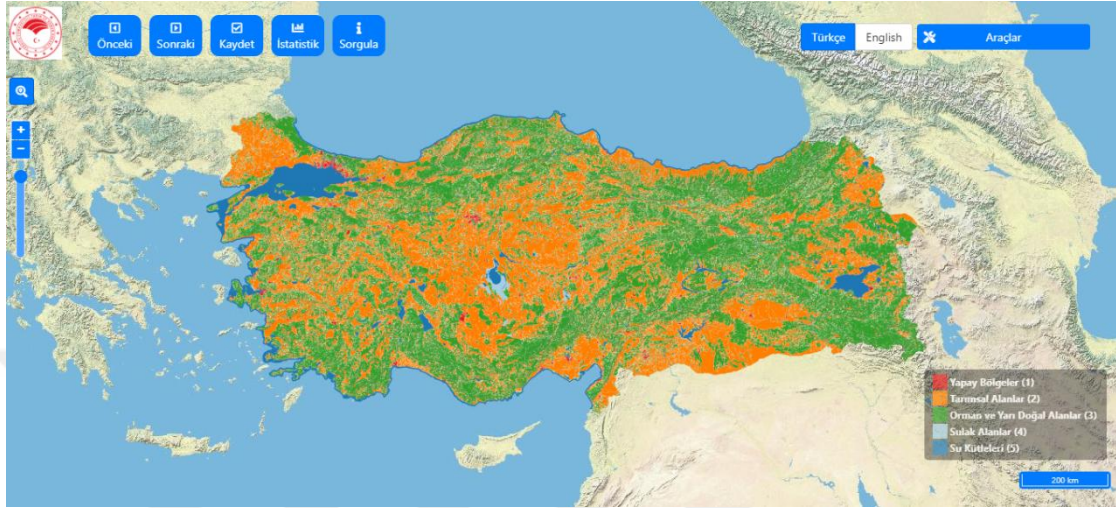 Önceki
Sonraki
Kaydet
İstatistik
Sorgula
Türkçe
English
Araçlar
Yapay Bölgeler (1)
Tarımsal Alanlar (2)
Orman ve Yarı Doğal Alanlar (3)
Sulak Alanlar (4)
Su Kütleleri (5)
200 km